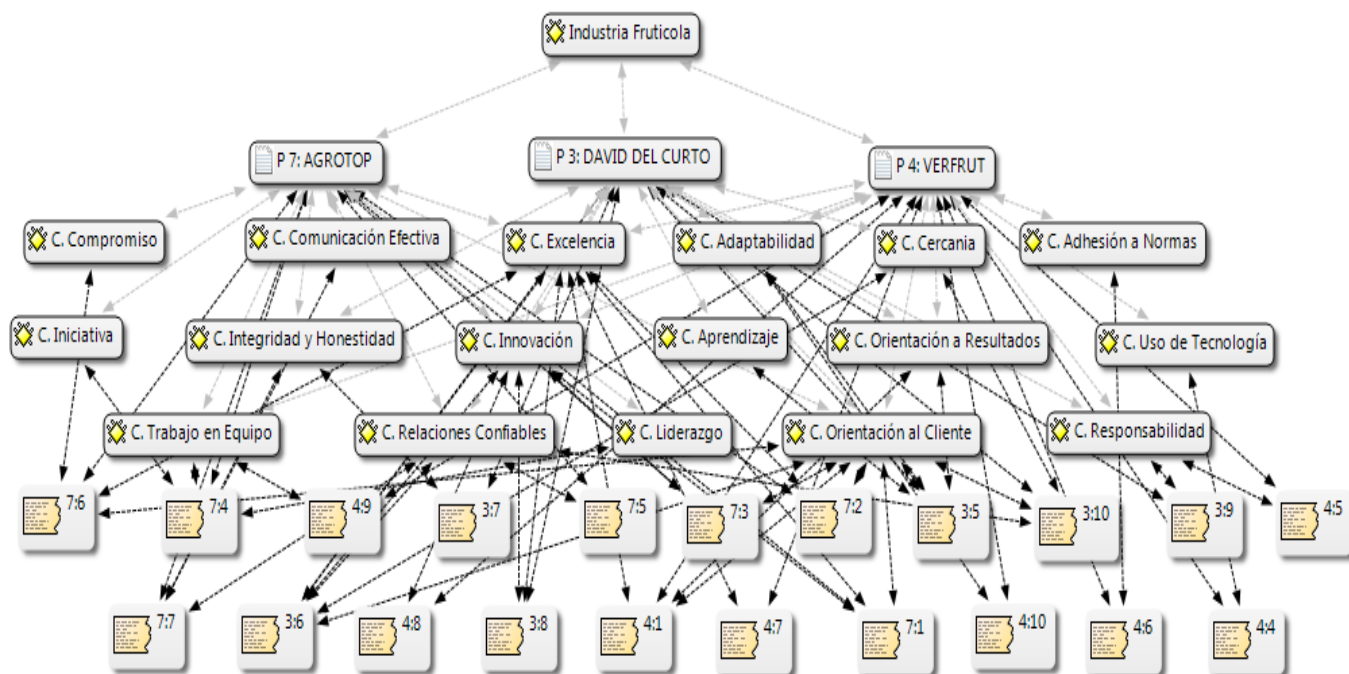 Industria Fruticola
P 7: AGROTOP
P 3: DAVID DEL CURTO
P 4: VERFRUT
C. Compromiso
C. Comunicación Efectiva
C. Excelencia
C. Adaptabilidad
C. Cercania
C. Adhesión a Normas
C. Iniciativa
C. Integridad y Honestidad
C. Innovación
C. Aprendizaje
C. Orientación a Resultados
C. Uso de Tecnología
C. Trabajo en Equipo
C. Relaciones Confiables
C. Liderazgo
C. Orientación al Cliente
C. Responsabilidad
7:6
7:4
4:9
3:7
7:5
7:3
7:2
3:5
3:10
3:9
4:5
7:7
3:6
4:8
3:8
4:1
4:7
7:1
4:10
4:6
4:4